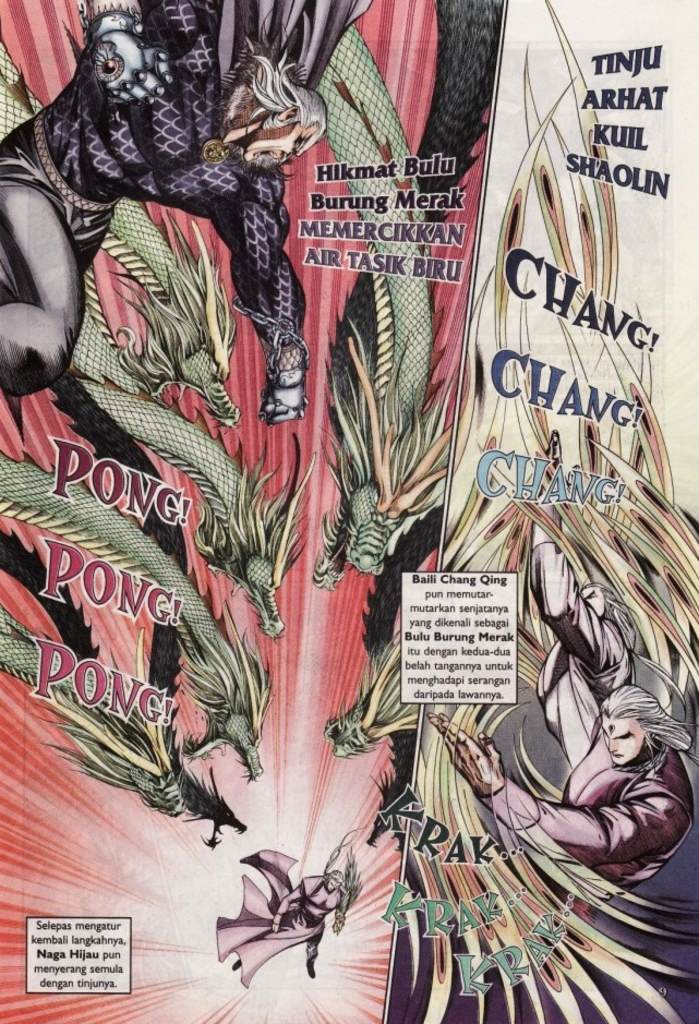 Hikmat Bulu
Burung Merak
MEMERCIKKAN
AIR TASIK BIRU
PONG!
PONG!
PONG!
Selepas mengatur
kembali langkahnya,
Naga Hijau pun
menyerang semula
dengan tinjunya.
TINJU
ARHAT
KUIL
SHAOLIN
CHANG!
CHANG!
CHANG!
Baili Chang Qing
pun memutar-
mutarkan senjatanya
yang dikenali sebagai
Bulu Burung Merak
itu dengan kedua-dua
belah tangannya untuk
menghadapi serangan
daripada lawannya.
KRAK...
KRAK...
KRAK...
9